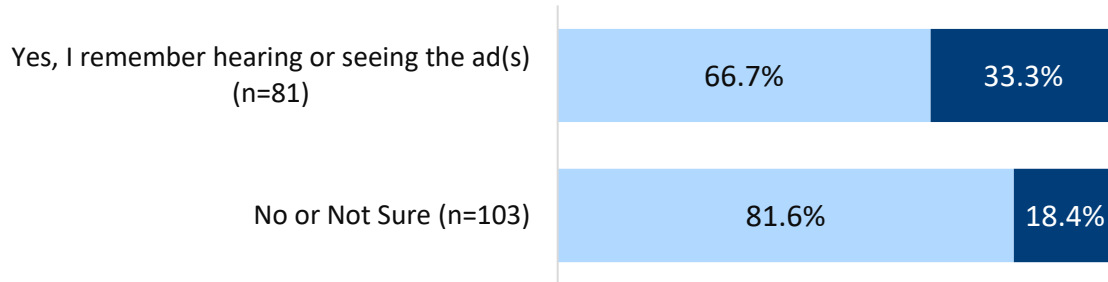 Yes, I remember hearing or seeing the ad(s)
(n=81)
66.7%
33.3%
No or Not Sure (n=103)
81.6%
18.4%